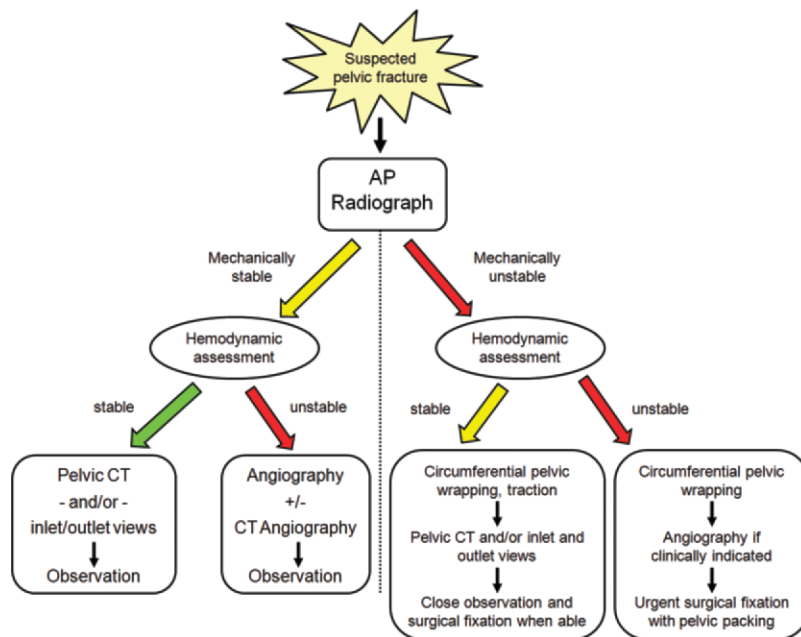 Suspected
pelvic fracture
AP
Radiograph
Mechanically
stable
Mechanically
unstable
Hemodynamic
assessment
Hemodynamic
assessment
stable
unstable
stable
unstable
Pelvic CT
- and/or -
inlet/outlet views
Observation
Angiography
+/-
CT Angiography
Observation
Circumferential pelvic
wrapping, traction
Pelvic CT and/or inlet and
outlet views
Close observation and
surgical fixation when able
Circumferential pelvic
wrapping
Angiography if
clinically indicated
Urgent surgical fixation
with pelvic packing